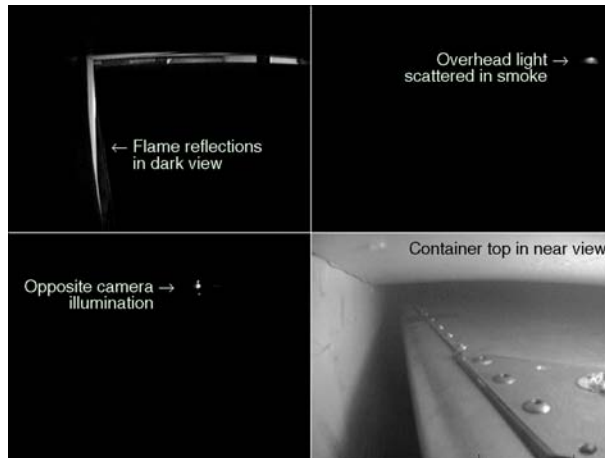 ← Flame reflections
in dark view
Overhead light →
scattered in smoke
Opposite camera →
illumination
Container top in near view